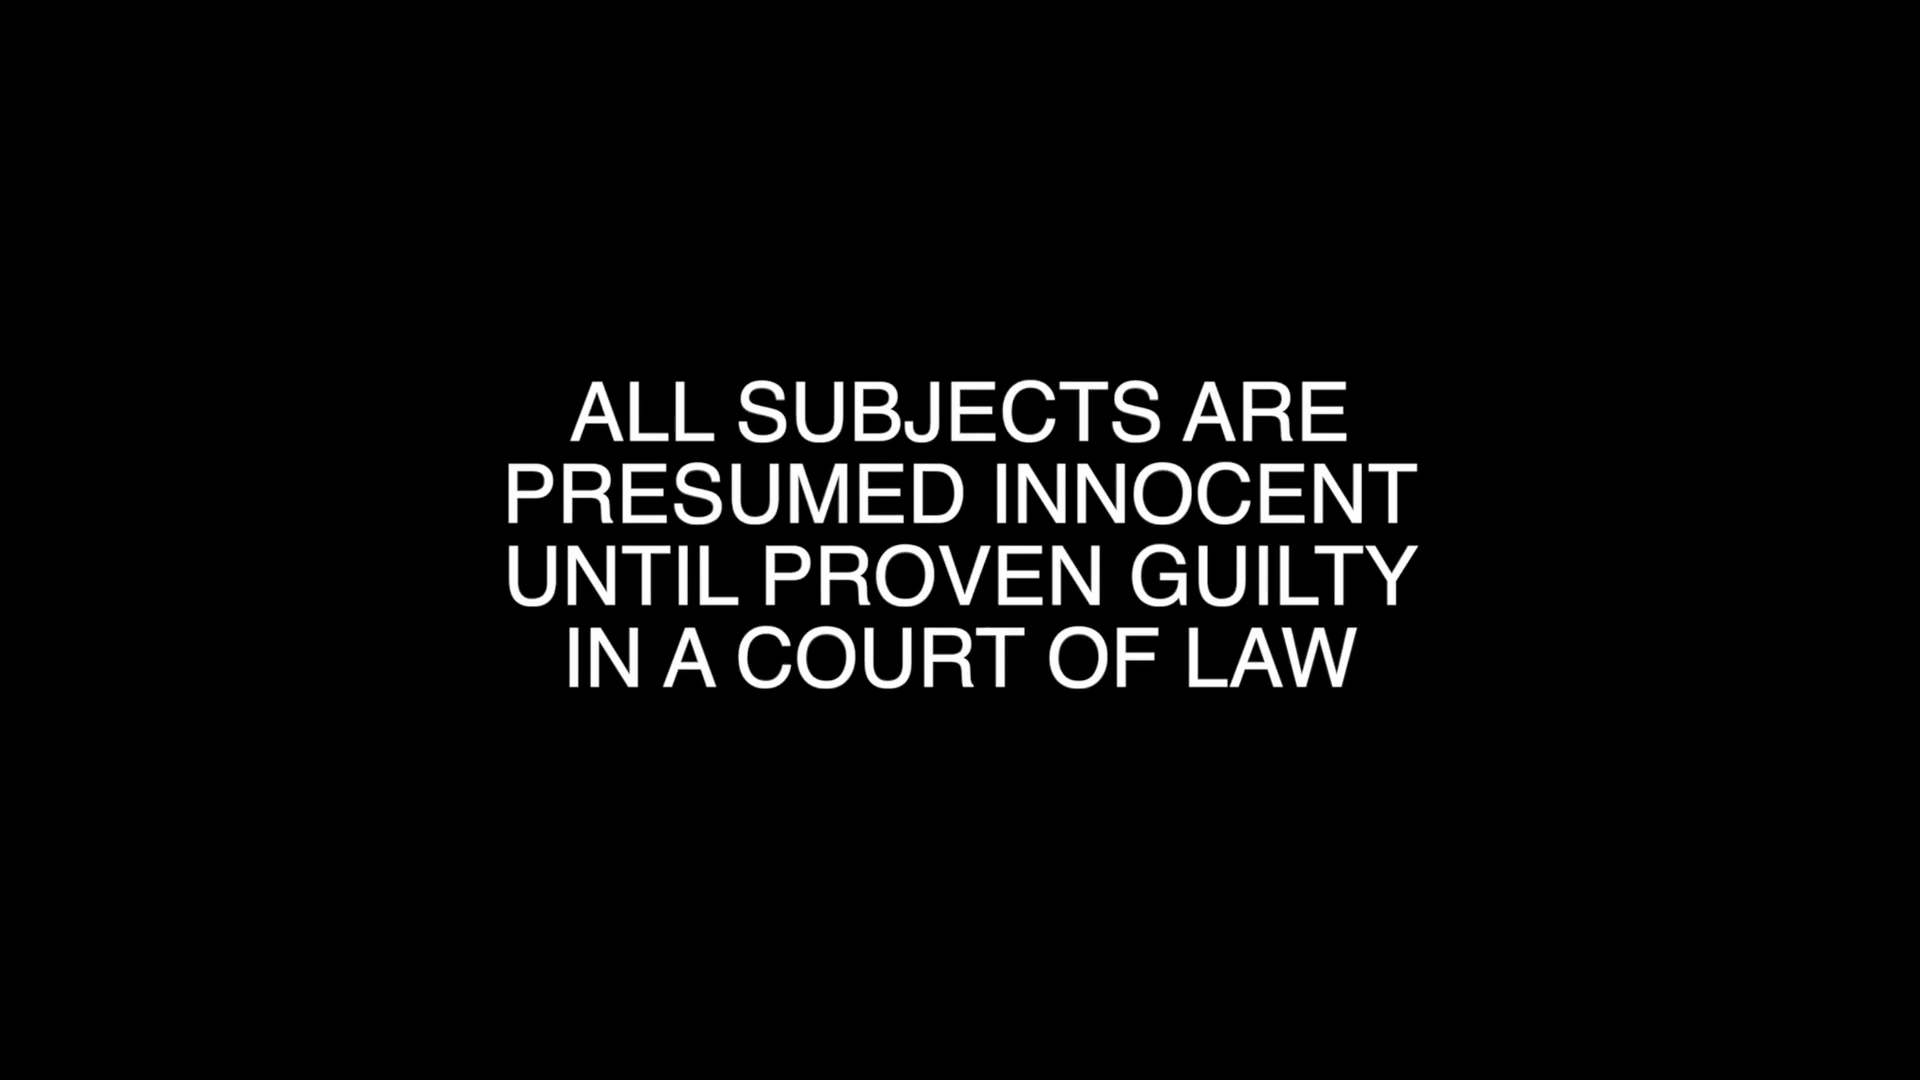 ALL SUBJECTS ARE
PRESUMED INNOCENT
UNTIL PROVEN GUILTY
IN A COURT OF LAW